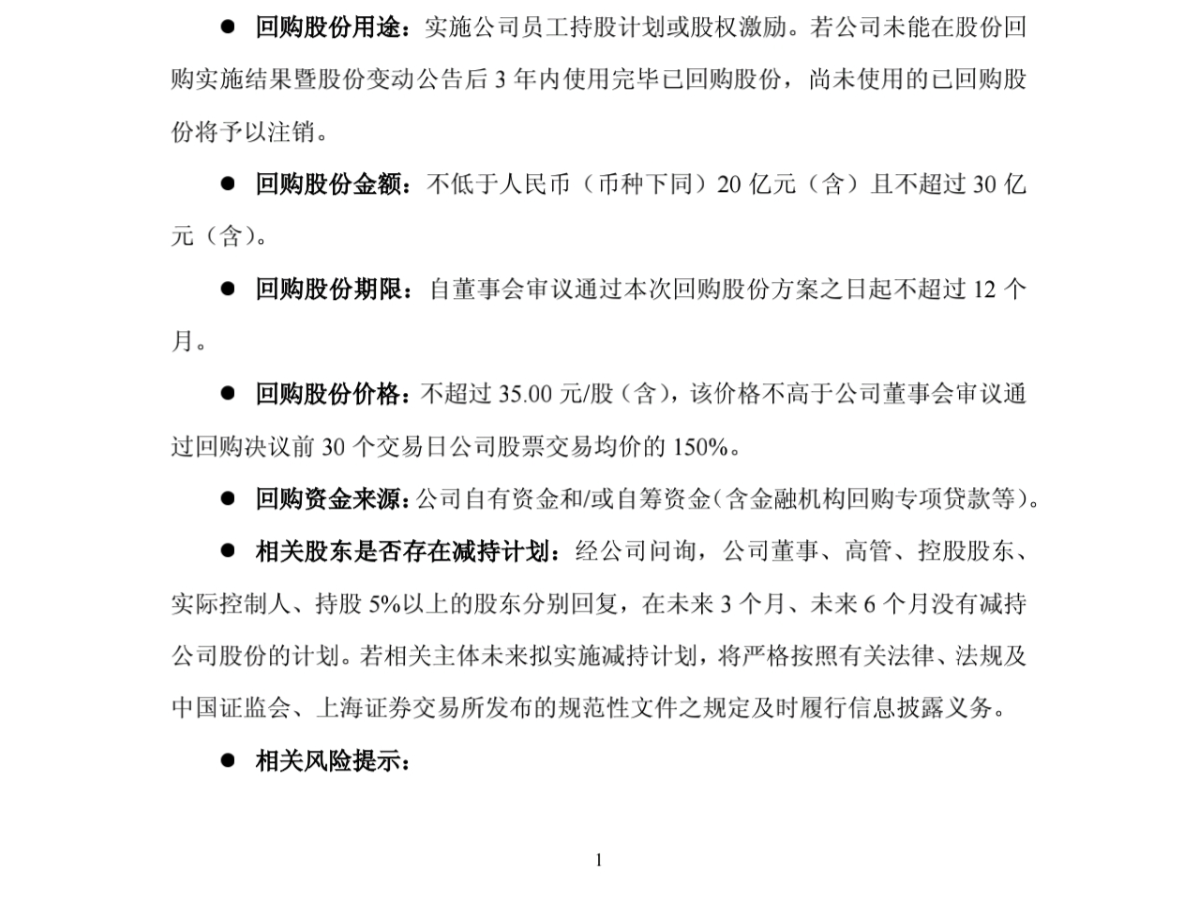 ● 回购股份用途：实施公司员工持股计划或股权激励。若公司未能在股份回
购实施结果暨股份变动公告后 3 年内使用完毕已回购股份，尚未使用的已回购股
份将予以注销。
● 回购股份金额：不低于人民币（币种下同）20 亿元（含）且不超过 30 亿
元（含）。
● 回购股份期限：自董事会审议通过本次回购股份方案之日起不超过 12 个
月。
● 回购股份价格：不超过 35.00 元/股（含），该价格不高于公司董事会审议通
过回购决议前 30 个交易日公司股票交易均价的 150%。
● 回购资金来源：公司自有资金和/或自筹资金（含金融机构回购专项贷款等）。
● 相关股东是否存在减持计划：经公司问询，公司董事、高管、控股股东、
实际控制人、持股 5%以上的股东分别回复，在未来 3 个月、未来 6 个月没有减持
公司股份的计划。若相关主体未来拟实施减持计划，将严格按照有关法律、法规及
中国证监会、上海证券交易所发布的规范性文件之规定及时履行信息披露义务。
● 相关风险提示：
1